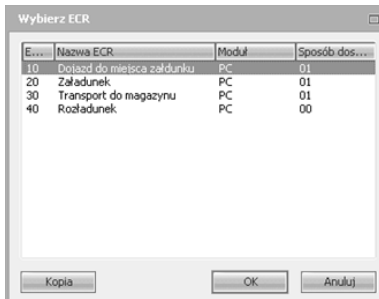 Wybierz ECR
E... Nazwa ECR Moduł Sposób dos...
10 Dojazd do miejsca załdunku PC 01
20 Załadunek PC 01
30 Transport do magazynu PC 01
40 Rozładunek PC 00
Kopia OK Anuluj